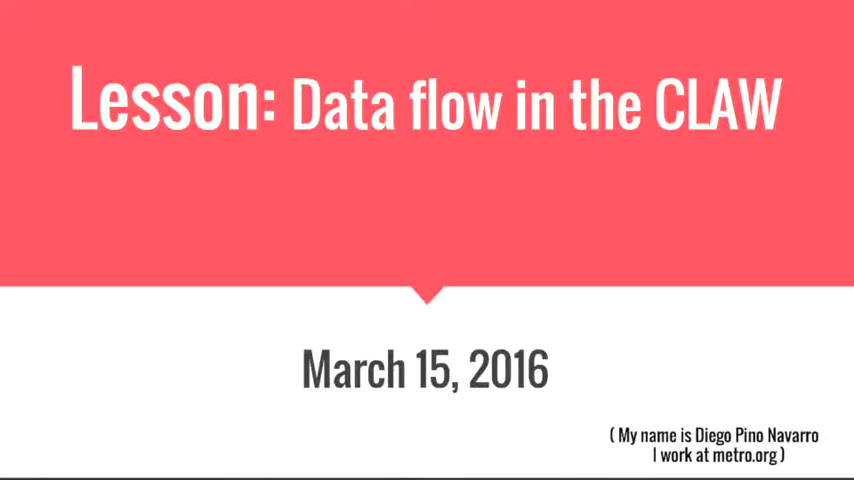 Lesson: Data flow in the CLAW
March 15, 2016
( My name is Diego Pino Navarro
I work at metro.org )